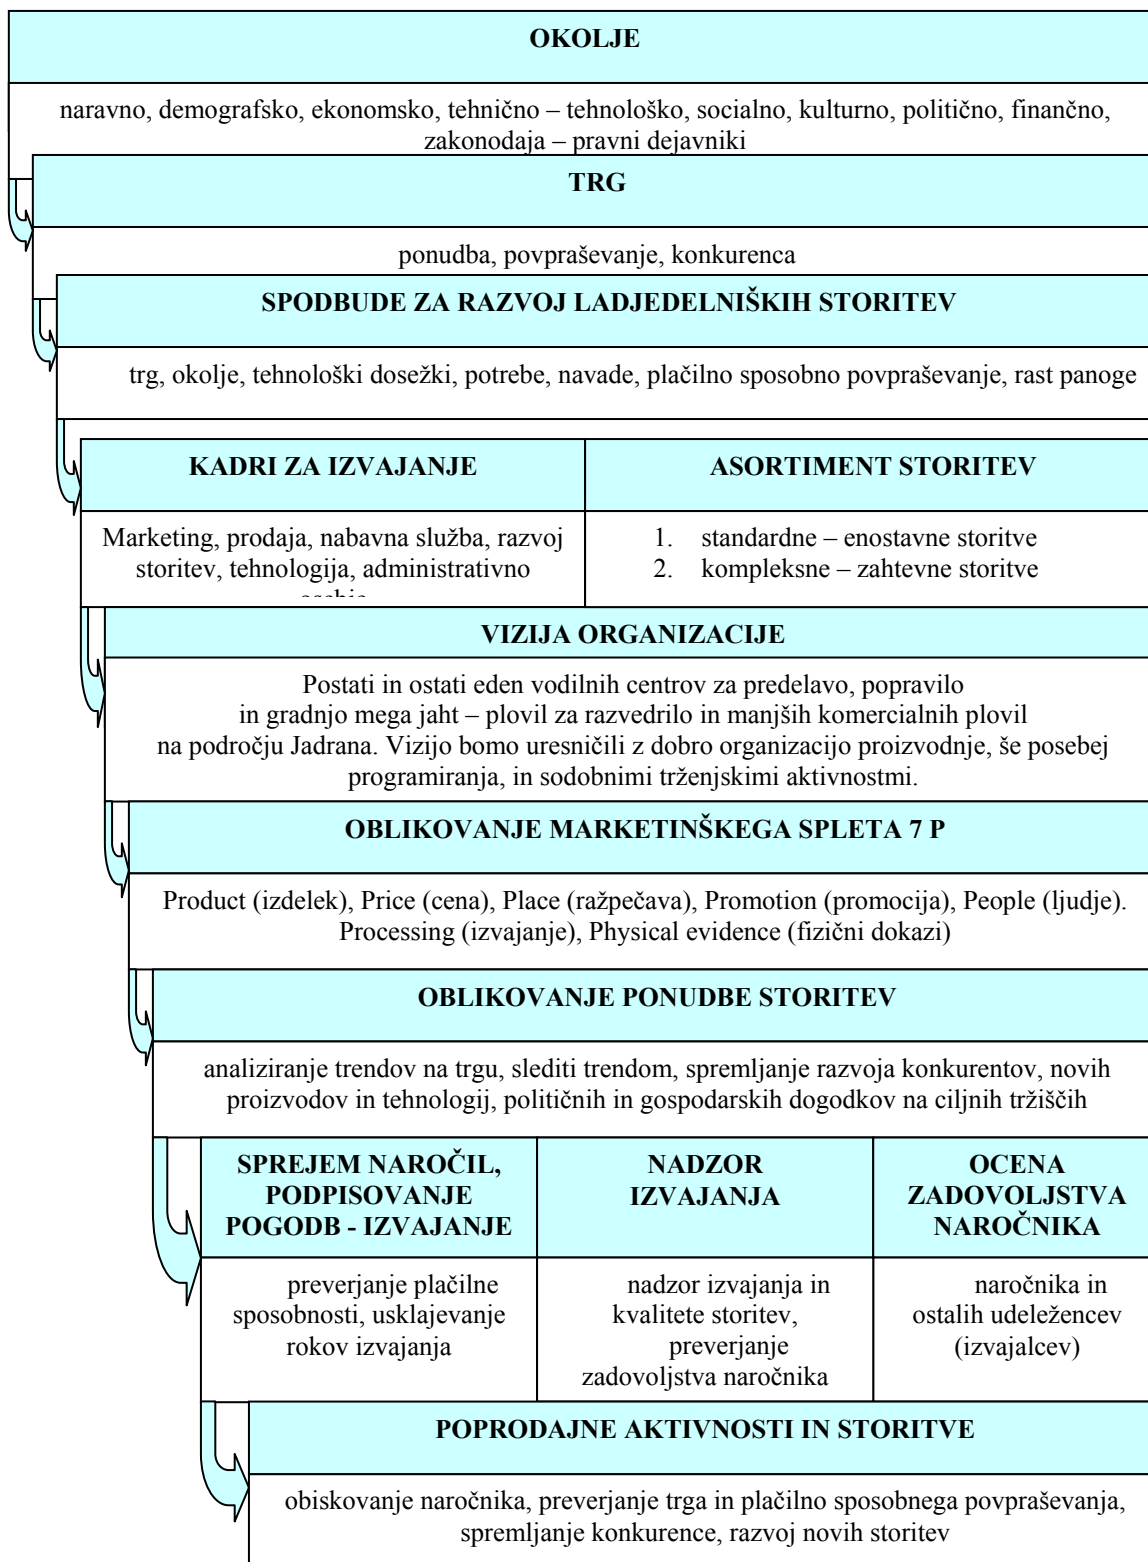 OKOLJE
naravno, demografsko, ekonomsko, tehnično – tehnološko, socialno, kulturno, politično, finančno,
zakonodaja – pravni dejavniki
TRG
ponudba, povpraševanje, konkurenca
SPODBUDE ZA RAZVOJ LADJEDELNIŠKIH STORITEV
trg, okolje, tehnološki dosežki, potrebe, navade, plačilno sposobno povpraševanje, rast panoge
KADRI ZA IZVAJANJE
Marketing, prodaja, nabavna služba, razvoj
storitev, tehnologija, administrativno
ASORTIMENT STORITEV
1. standardne – enostavne storitve
2. kompleksne – zahtevne storitve
VIZIJA ORGANIZACIJE
Postati in ostati eden vodilnih centrov za predelavo, popravilo
in gradnjo mega jaht – plovil za razvedrilo in manjših komercialnih plovil
na področju Jadrana. Vizijo bomo uresničili z dobro organizacijo proizvodnje, še posebej
programiranja, in sodobnimi trženjskimi aktivnostmi.
OBLIKOVANJE MARKETINŠKEGA SPLETA 7 P
Product (izdelek), Price (cena), Place (ražpečava), Promotion (promocija), People (ljudje).
Processing (izvajanje), Physical evidence (fizični dokazi)
OBLIKOVANJE PONUDBE STORITEV
analiziranje trendov na trgu, slediti trendom, spremljanje razvoja konkurentov, novih
proizvodov in tehnologij, političnih in gospodarskih dogodkov na ciljnih tržiščih
SPREJEM NAROČIL,
PODPISOVANJE
POGODB - IZVAJANJE
preverjanje plačilne
sposobnosti, usklajevanje
rokov izvajanja
NADZOR
IZVAJANJA
nadzor izvajanja in
kvalitete storitev,
preverjanje
zadovoljstva naročnika
OCENA
ZADOVOLJSTVA
NAROČNIKA
naročnika in
ostalih udeležencev
(izvajalcev)
POPRODAJNE AKTIVNOSTI IN STORITVE
obiskovanje naročnika, preverjanje trga in plačilno sposobnega povpraševanja,
spremljanje konkurence, razvoj novih storitev